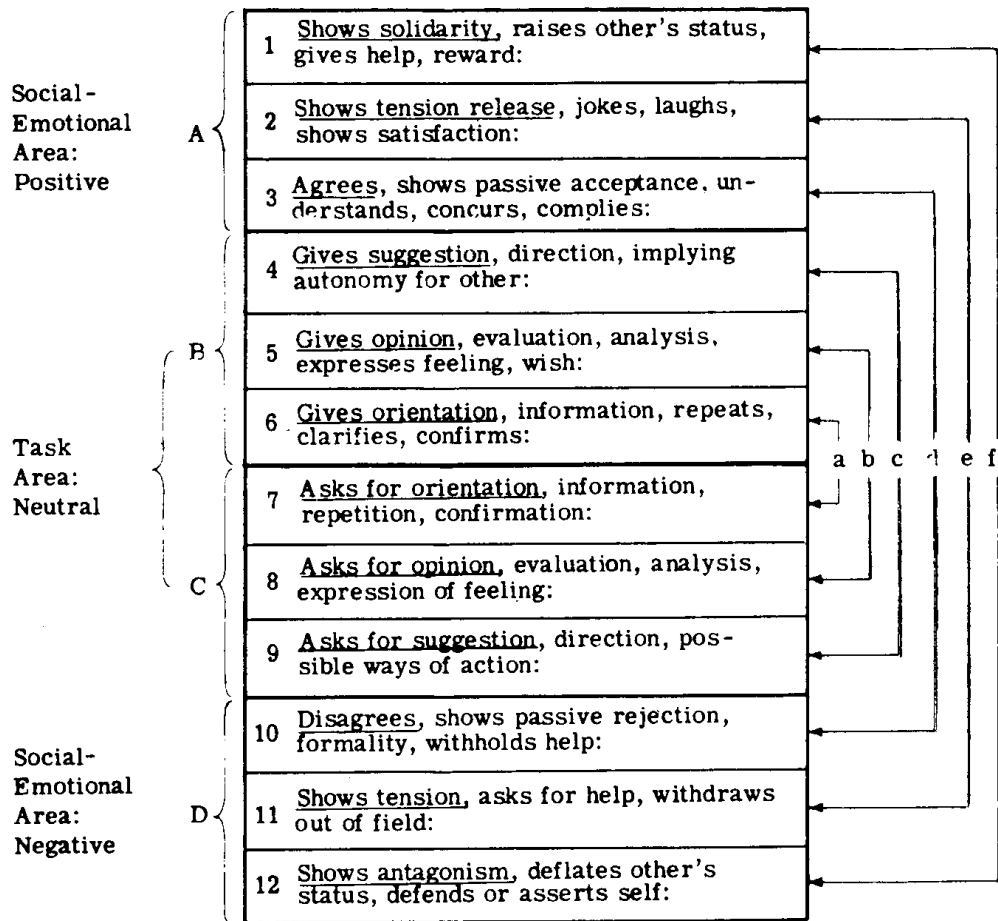 Social-
Emotional
Area:
Positive
A
1 Shows solidarity, raises other's status,
gives help, reward:
2 Shows tension release, jokes, laughs,
shows satisfaction:
3 Agrees, shows passive acceptance, un-
derstands, concurs, complies:
Task
Area:
Neutral
B
4 Gives suggestion, direction, implying
autonomy for other:
5 Gives opinion, evaluation, analysis,
expresses feeling, wish:
6 Gives orientation, information, repeats,
clarifies, confirms:
C
7 Asks for orientation, information,
repetition, confirmation:
8 Asks for opinion, evaluation, analysis,
expression of feeling:
9 Asks for suggestion, direction, pos-
sible ways of action:
Social-
Emotional
Area:
Negative
D
10 Disagrees, shows passive rejection,
formality, withholds help:
11 Shows tension, asks for help, withdraws
out of field:
12 Shows antagonism, deflates other's
status, defends or asserts self:
a b c d e f